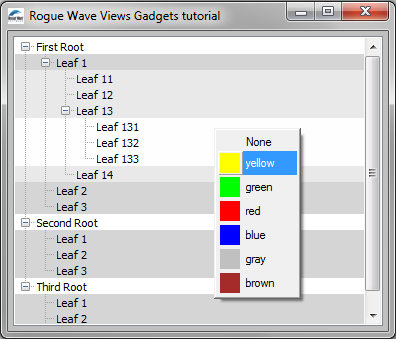 Rogue Wave Views Gadgets tutorial
First Root
Leaf 1
Leaf 11
Leaf 12
Leaf 13
Leaf 131
Leaf 132
Leaf 133
Leaf 14
Leaf 2
Leaf 3
Second Root
Leaf 1
Leaf 2
Leaf 3
Third Root
Leaf 1
Leaf 2
None
yellow
green
red
blue
gray
brown